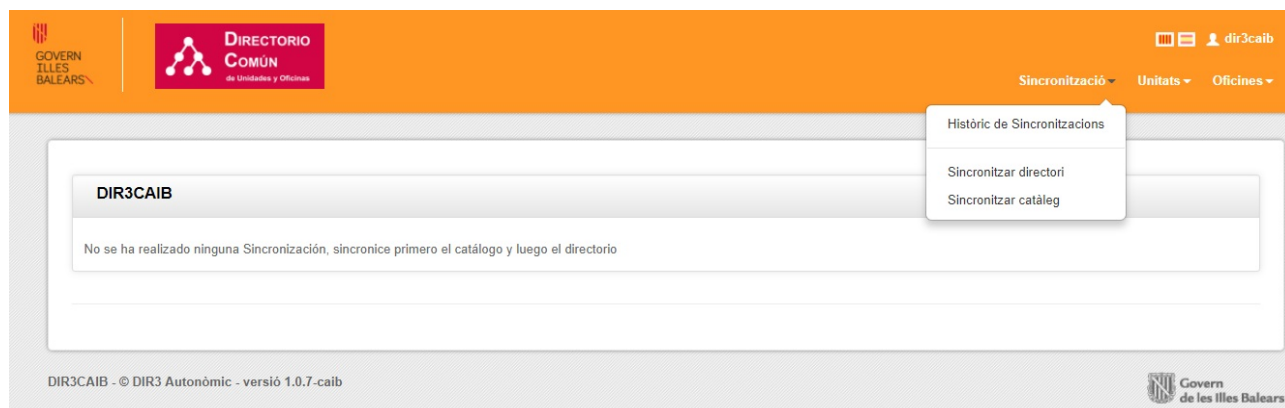 GOVERN
ILLES
BALEARS
DIRECTORIO
COMÚN
de Unidades y Oficinas
dir3caib
Sincronització
Unitats
Oficines
Històric de Sincronitzacions
Sincronitzar directori
Sincronitzar catàleg
DIR3CAIB
No se ha realizado ninguna Sincronización, sincronice primero el catálogo y luego el directorio
DIR3CAIB - © DIR3 Autonòmic - versió 1.0.7-caib
Govern
de les Illes Balears